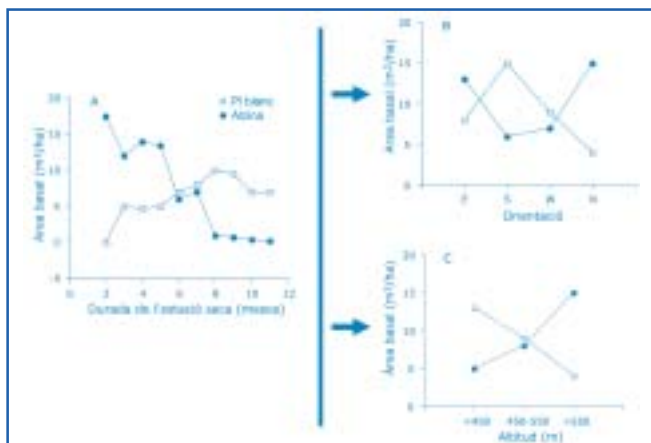 A
Pi blanc
Alzina
Àrea basal (m²/ha)
20
15
10
5
0
-5
0 2 4 6 8 10 12
Durada de l'estació seca (mesos)
B
Àrea basal (m²/ha)
20
15
10
5
0
E S W N
Orientació
C
Àrea basal (m²/ha)
20
15
10
5
0
<450 450-550 >550
Altitud (m)